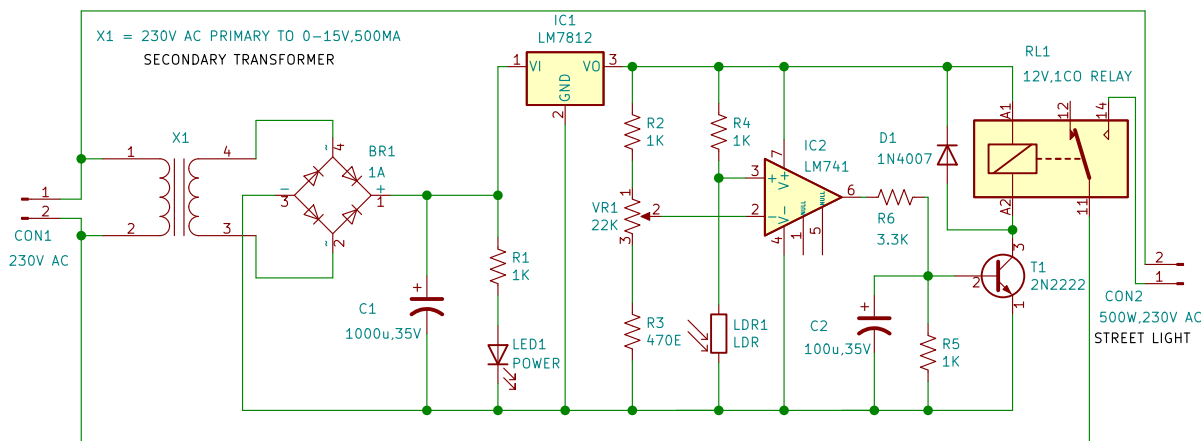 X1 = 230V AC PRIMARY TO 0-15V,500MA
SECONDARY TRANSFORMER
IC1
LM7812
1
VI
VO
3
GND
2
RL1
12V,1CO RELAY
A1
12
14
A2
11
X1
1
4
2
3
~
4
BR1
1A
-
3
+
1
2
~
1
2
CON1
230V AC
R2
1K
R4
1K
D1
1N4007
IC2
LM741
7
V+
3
+
2
-
V-
4
NULL
1
NULL
5
6
VR1
22K
1
2
3
R6
3.3K
R1
1K
C1
1000u,35V
+
LED1
POWER
R3
470E
LDR1
LDR
C2
100u,35V
+
R5
1K
T1
2N2222
3
2
1
2
1
CON2
500W,230V AC
STREET LIGHT